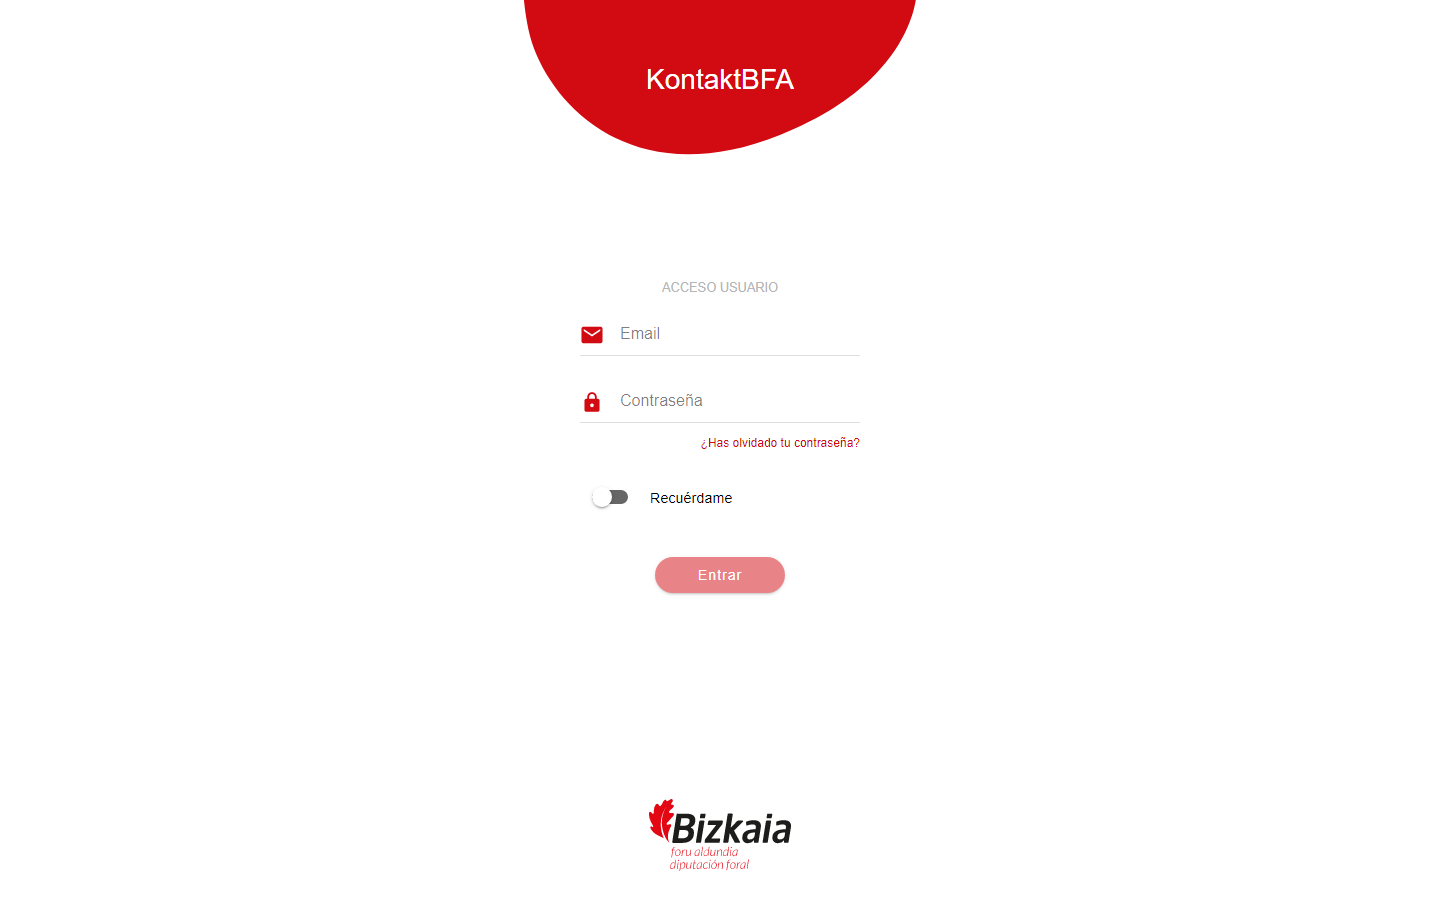 KontaktBFA
ACCESO USUARIO
Email
Contraseña
¿Has olvidado tu contraseña?
Recuérdame
Entrar
Bizkaia
foru aldundia
diputación foral